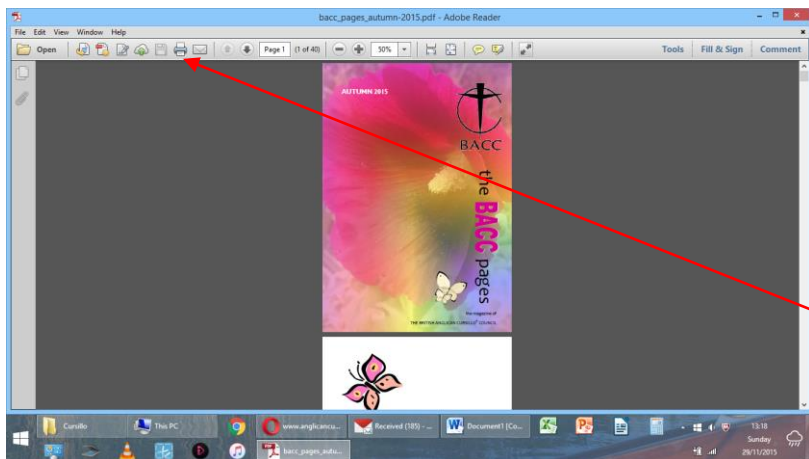 bacc_pages_autumn-2015.pdf - Adobe Reader
File Edit View Window Help
Open Page 1 (1 of 40) 50% Tools Fill & Sign Comment
AUTUMN 2015
BACC
the BACC pages
the magazine of
THE BRITISH ANGLICAN CURSILLO® COUNCIL
Cursillo This PC www.anglicancu... Received (185) - ... Document1 [Co... 13:18
Sunday
bacc_pages_autu... 29/11/2015